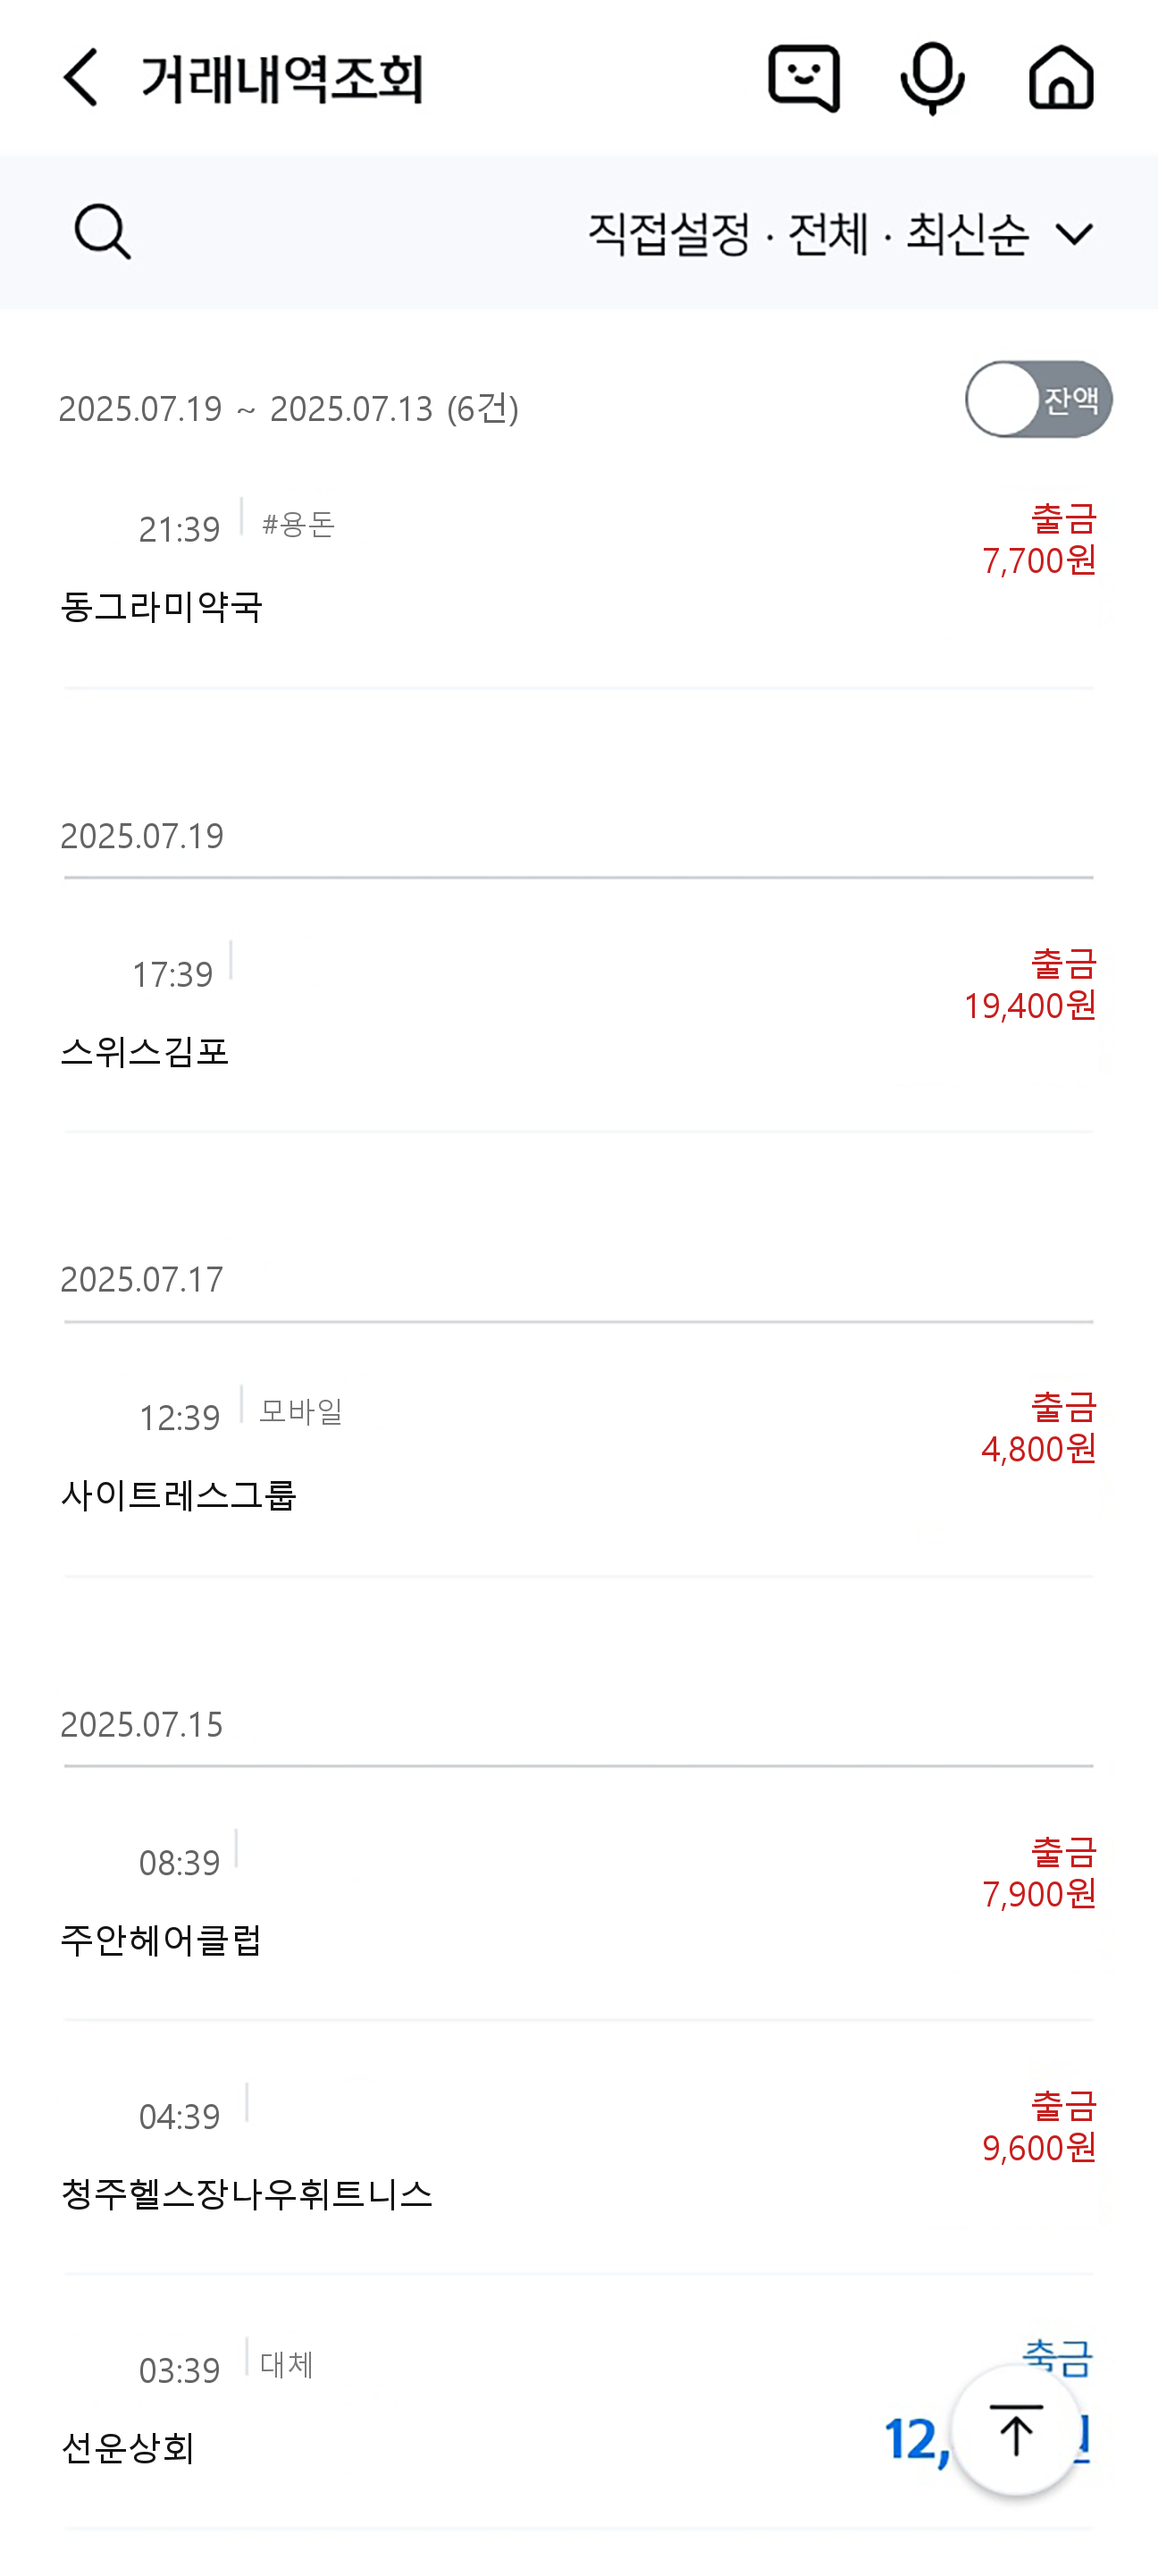 거래내역조회
직접설정 · 전체 · 최신순
2025.07.19 ~ 2025.07.13 (6건)
잔액
21:39 #용돈
출금
7,700원
동그라미약국
2025.07.19
17:39
출금
19,400원
스위스김포
2025.07.17
12:39 모바일
출금
4,800원
사이트레스그룹
2025.07.15
08:39
출금
7,900원
주안헤어클럽
04:39
출금
9,600원
청주헬스장나우휘트니스
03:39 대체
12,
선운상회